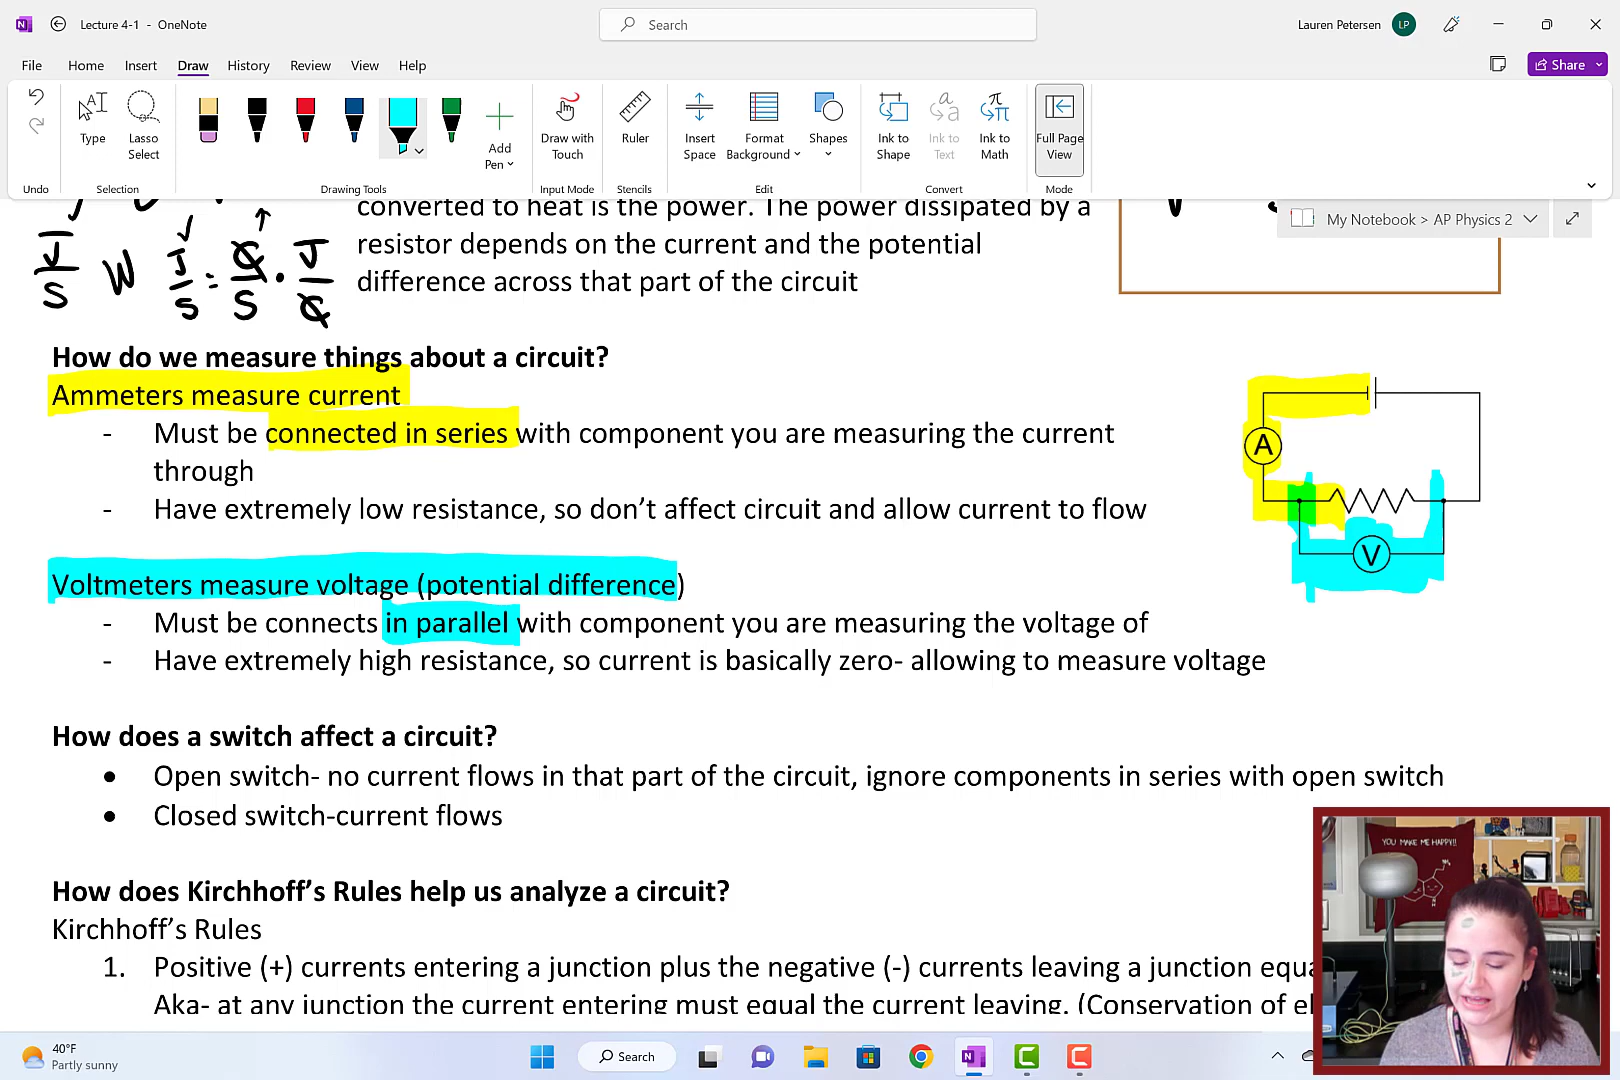 Lecture 4-1 - OneNote
Search
Lauren Petersen
LP
File Home Insert Draw History Review View Help
Share
Type
Lasso Select
Add Pen
Draw with Touch
Ruler
Insert Space
Format Background
Shapes
Ink to Shape
Ink to Text
Ink to Math
Full Page View
Undo
Selection
Drawing Tools
Input Mode
Stencils
Edit
Convert
Mode
My Notebook > AP Physics 2
converted to heat is the power. The power dissipated by a
resistor depends on the current and the potential
difference across that part of the circuit
W J/s = C/s · J/C
How do we measure things about a circuit?
Ammeters measure current
- Must be connected in series with component you are measuring the current
through
- Have extremely low resistance, so don't affect circuit and allow current to flow
A
V
Voltmeters measure voltage (potential difference)
- Must be connects in parallel with component you are measuring the voltage of
- Have extremely high resistance, so current is basically zero- allowing to measure voltage
How does a switch affect a circuit?
• Open switch- no current flows in that part of the circuit, ignore components in series with open switch
• Closed switch-current flows
How does Kirchhoff's Rules help us analyze a circuit?
Kirchhoff's Rules
1. Positive (+) currents entering a junction plus the negative (-) currents leaving a junction equa
Aka- at any junction the current entering must equal the current leaving. (Conservation of el
YOU MAKE ME HAPPY!!
40°F
Partly sunny
Search